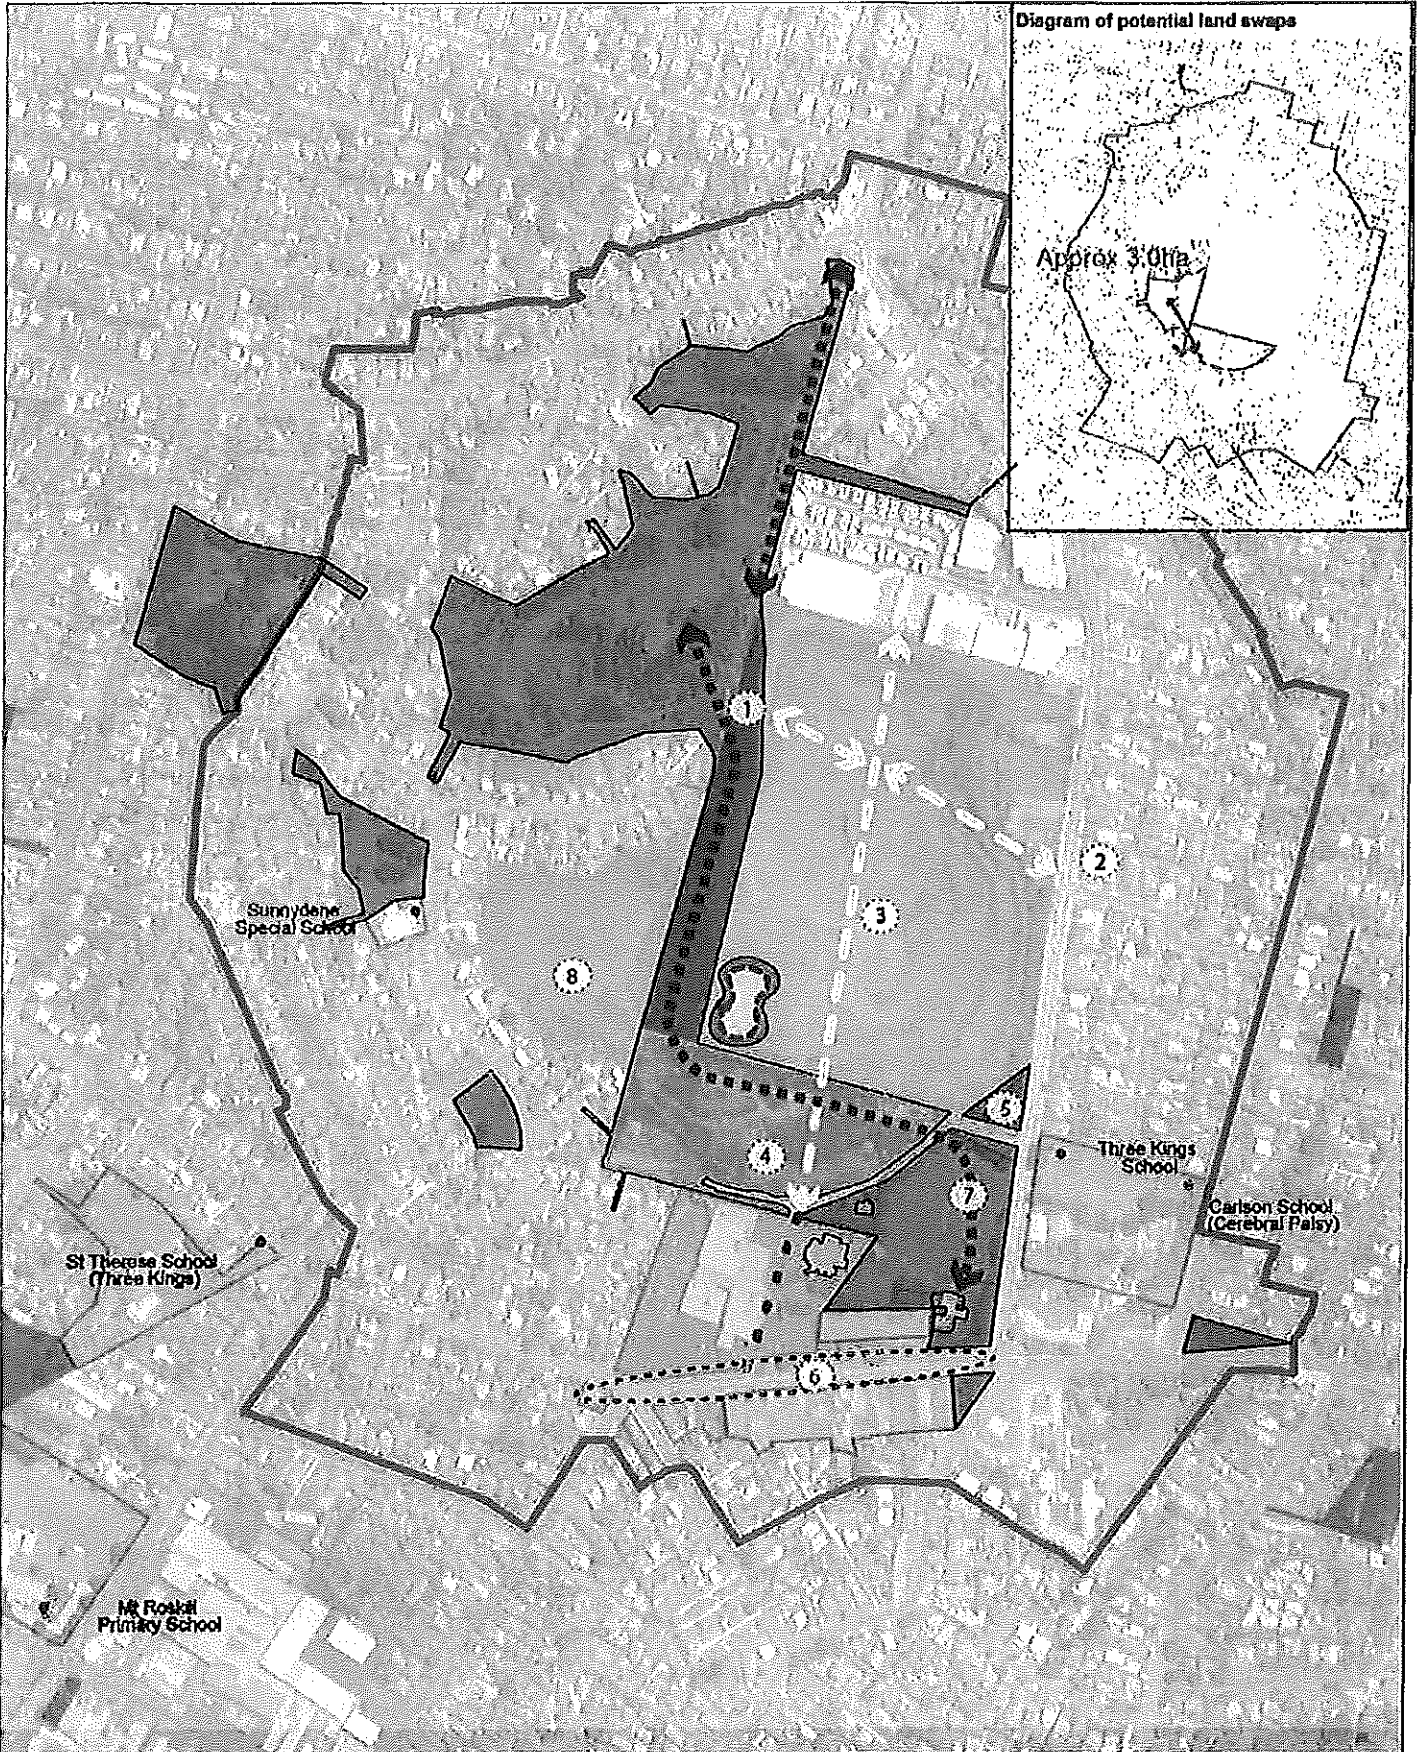 Diagram of potential land swaps
Approx 3.0ha
1
2
3
Sunnydene
Special School
8
5
4
Three Kings
School
7
Carlson School
(Cerebral Palsy)
St Therese School
(Three Kings)
6
Mt Roskill
Primary School